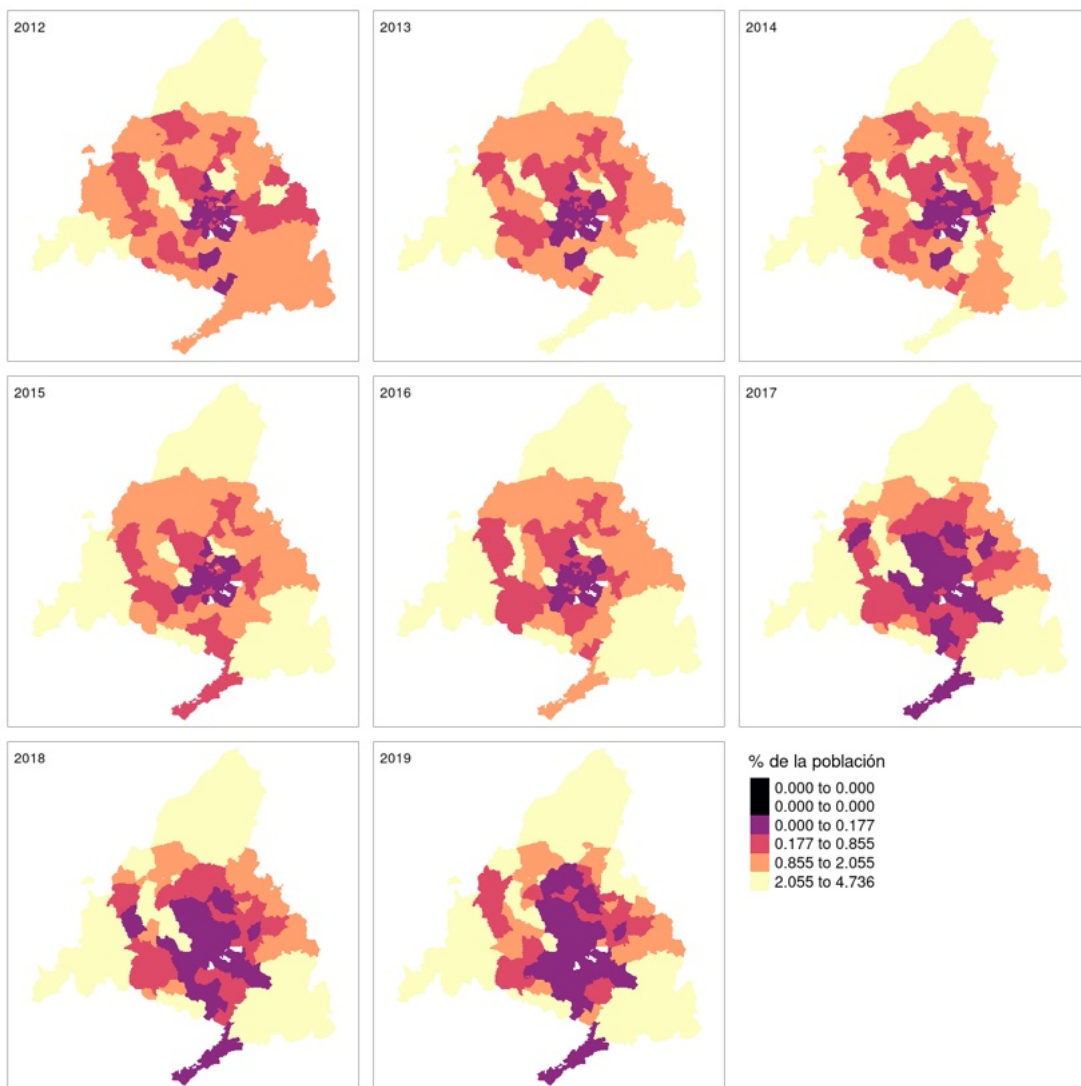 2012
2013
2014
2015
2016
2017
2018
2019
% de la población
0.000 to 0.000
0.000 to 0.000
0.000 to 0.177
0.177 to 0.855
0.855 to 2.055
2.055 to 4.736